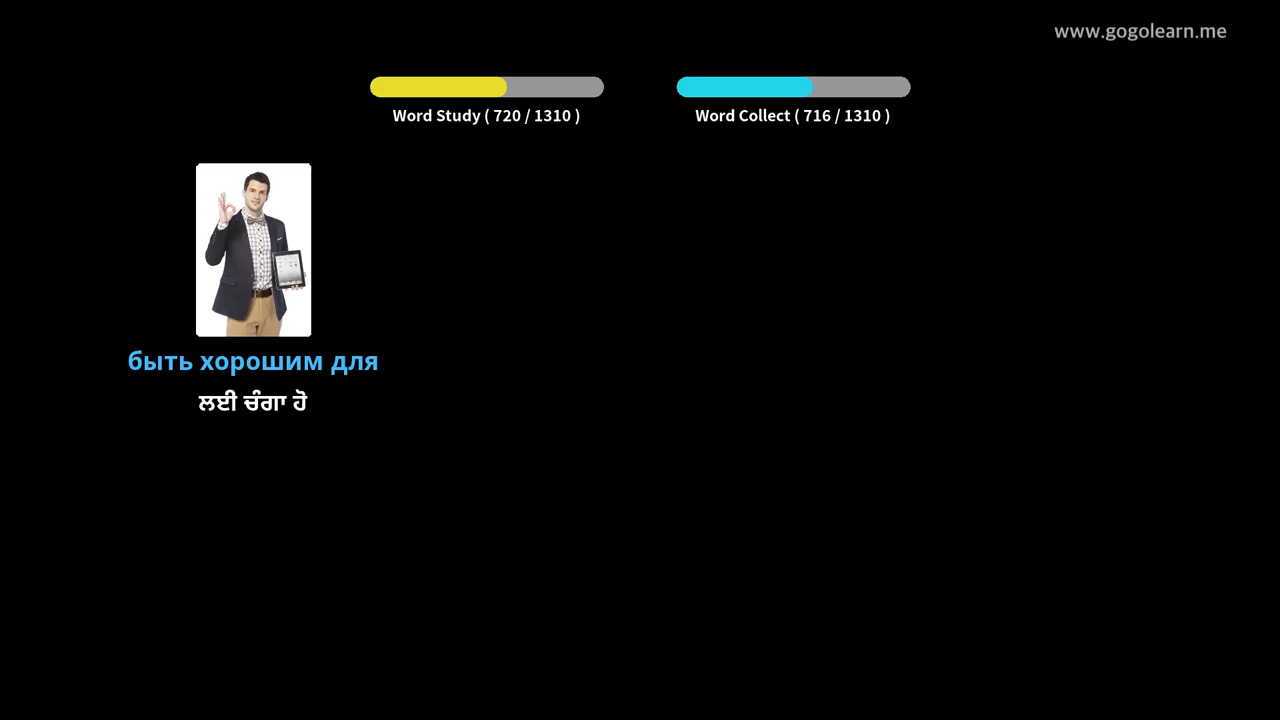 www.gogolearn.me
Word Study ( 720 / 1310 )
Word Collect ( 716 / 1310 )
быть хорошим для
ਲਈ ਚੰਗਾ ਹੋ